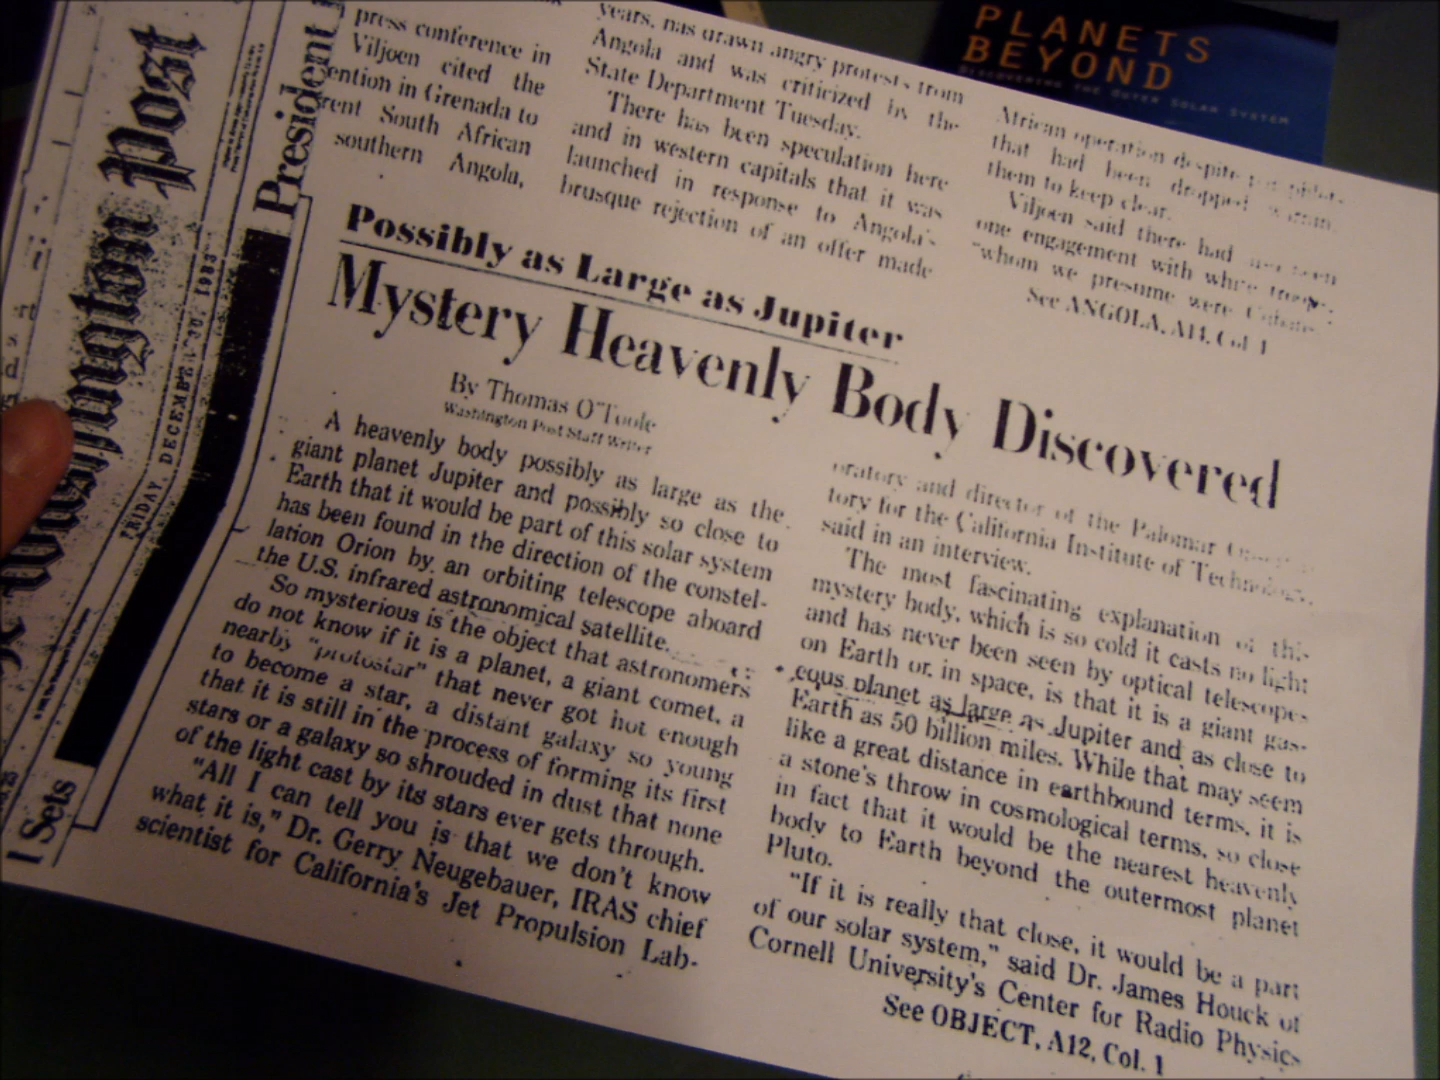 PLANETS
BEYOND
DISCOVERING THE OUTER SOLAR SYSTEM
Washington Post
FRIDAY, DECEMBER 30, 1983
President
l Sets
press conference in
Viljoen cited the
ention in Grenada to
rent South African
southern Angola,
years, has drawn angry protests from
Angola and was criticized by the
State Department Tuesday.
There has been speculation here
and in western capitals that it was
launched in response to Angola's
brusque rejection of an offer made
African operation despite
that had been dropped
them to keep clear.
Viljoen said there had
one engagement with white troops,
"whom we presume were
See ANGOLA, A14, Col. 1
Possibly as Large as Jupiter
Mystery Heavenly Body Discovered
By Thomas O'Toole
Washington Post Staff Writer
A heavenly body possibly as large as the
giant planet Jupiter and possibly so close to
Earth that it would be part of this solar system
has been found in the direction of the constel-
lation Orion by an orbiting telescope aboard
the U.S. infrared astronomical satellite.
So mysterious is the object that astronomers
do not know if it is a planet, a giant comet, a
nearby "protostar" that never got hot enough
to become a star, a distant galaxy so young
that it is still in the process of forming its first
stars or a galaxy so shrouded in dust that none
of the light cast by its stars ever gets through.
"All I can tell you is that we don't know
what it is," Dr. Gerry Neugebauer, IRAS chief
scientist for California's Jet Propulsion Lab-
oratory and director of the Palomar
tory for the California Institute of Technology,
said in an interview.
The most fascinating explanation of this
mystery body, which is so cold it casts no light
and has never been seen by optical telescopes
on Earth or in space, is that it is a giant gas-
eous planet as large as Jupiter and as close to
Earth as 50 billion miles. While that may seem
like a great distance in earthbound terms, it is
a stone's throw in cosmological terms, so close
in fact that it would be the nearest heavenly
body to Earth beyond the outermost planet
Pluto.
"If it is really that close, it would be a part
of our solar system," said Dr. James Houck of
Cornell University's Center for Radio Physics
See OBJECT, A12, Col. 1